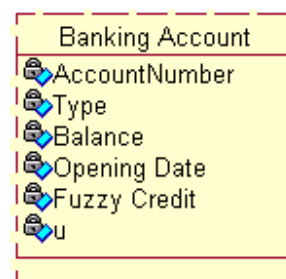 Banking Account
AccountNumber
Type
Balance
Opening Date
Fuzzy Credit
u